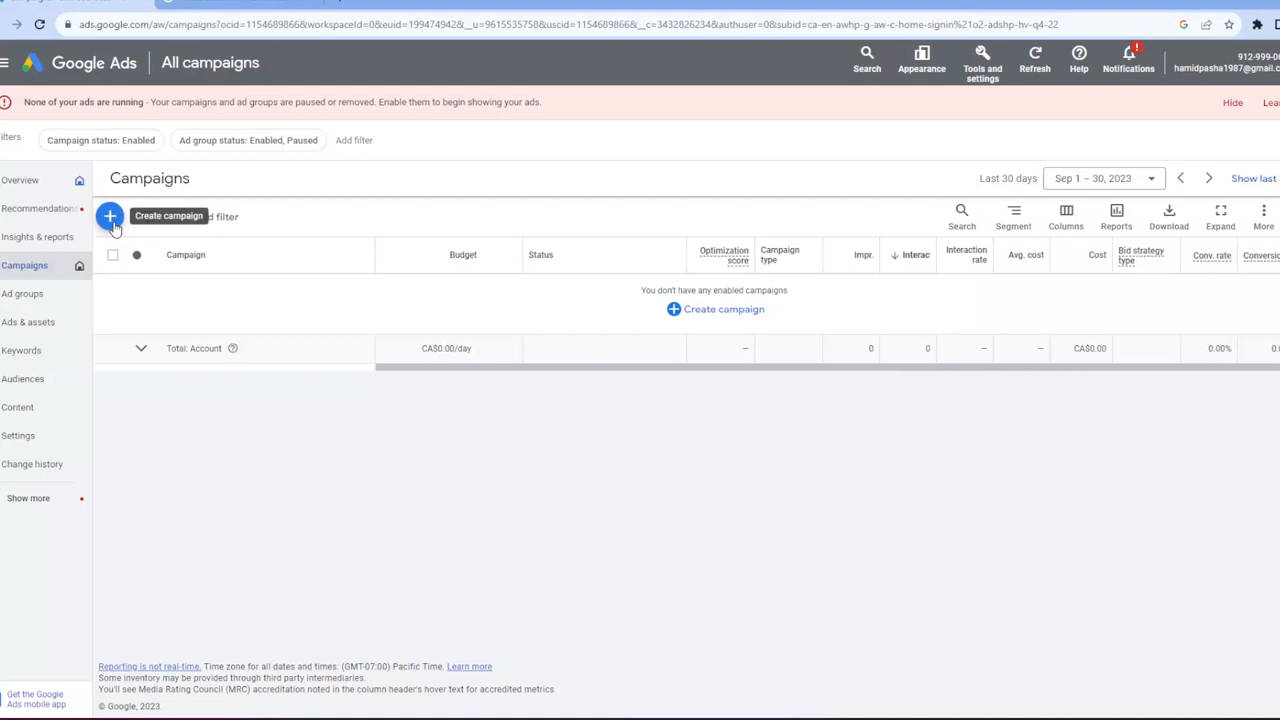 ads.google.com/aw/campaigns?ocid=1154689866&workspaceId=0&euid=199474942&__u=9615535758&uscid=1154689866&__c=3432826234&authuser=0&subid=ca-en-awhp-g-aw-c-home-signin%21o2-adshp-hv-q4-22
Google Ads All campaigns
Search Appearance Tools and settings Refresh Help Notifications
912-999-0
hamidpasha1987@gmail.c
None of your ads are running - Your campaigns and ad groups are paused or removed. Enable them to begin showing your ads. Hide Lea
ilters Campaign status: Enabled Ad group status: Enabled, Paused Add filter
Overview
Recommendation
Insights & reports
Campaigns
Ad groups
Ads & assets
Keywords
Audiences
Content
Settings
Change history
Show more
Get the Google
Ads mobile app
Campaigns Last 30 days Sep 1 – 30, 2023 Show last
Create campaign d filter Search Segment Columns Reports Download Expand More
Campaign Budget Status Optimization score Campaign type Impr. Interac Interaction rate Avg. cost Cost Bid strategy type Conv. rate Conversio
You don't have any enabled campaigns
Create campaign
Total: Account CA$0.00/day – 0 0 – – CA$0.00 0.00% 0.0
Reporting is not real-time. Time zone for all dates and times: (GMT-07:00) Pacific Time. Learn more
Some inventory may be provided through third party intermediaries.
You'll see Media Rating Council (MRC) accreditation noted in the column header's hover text for accredited metrics.
© Google, 2023.